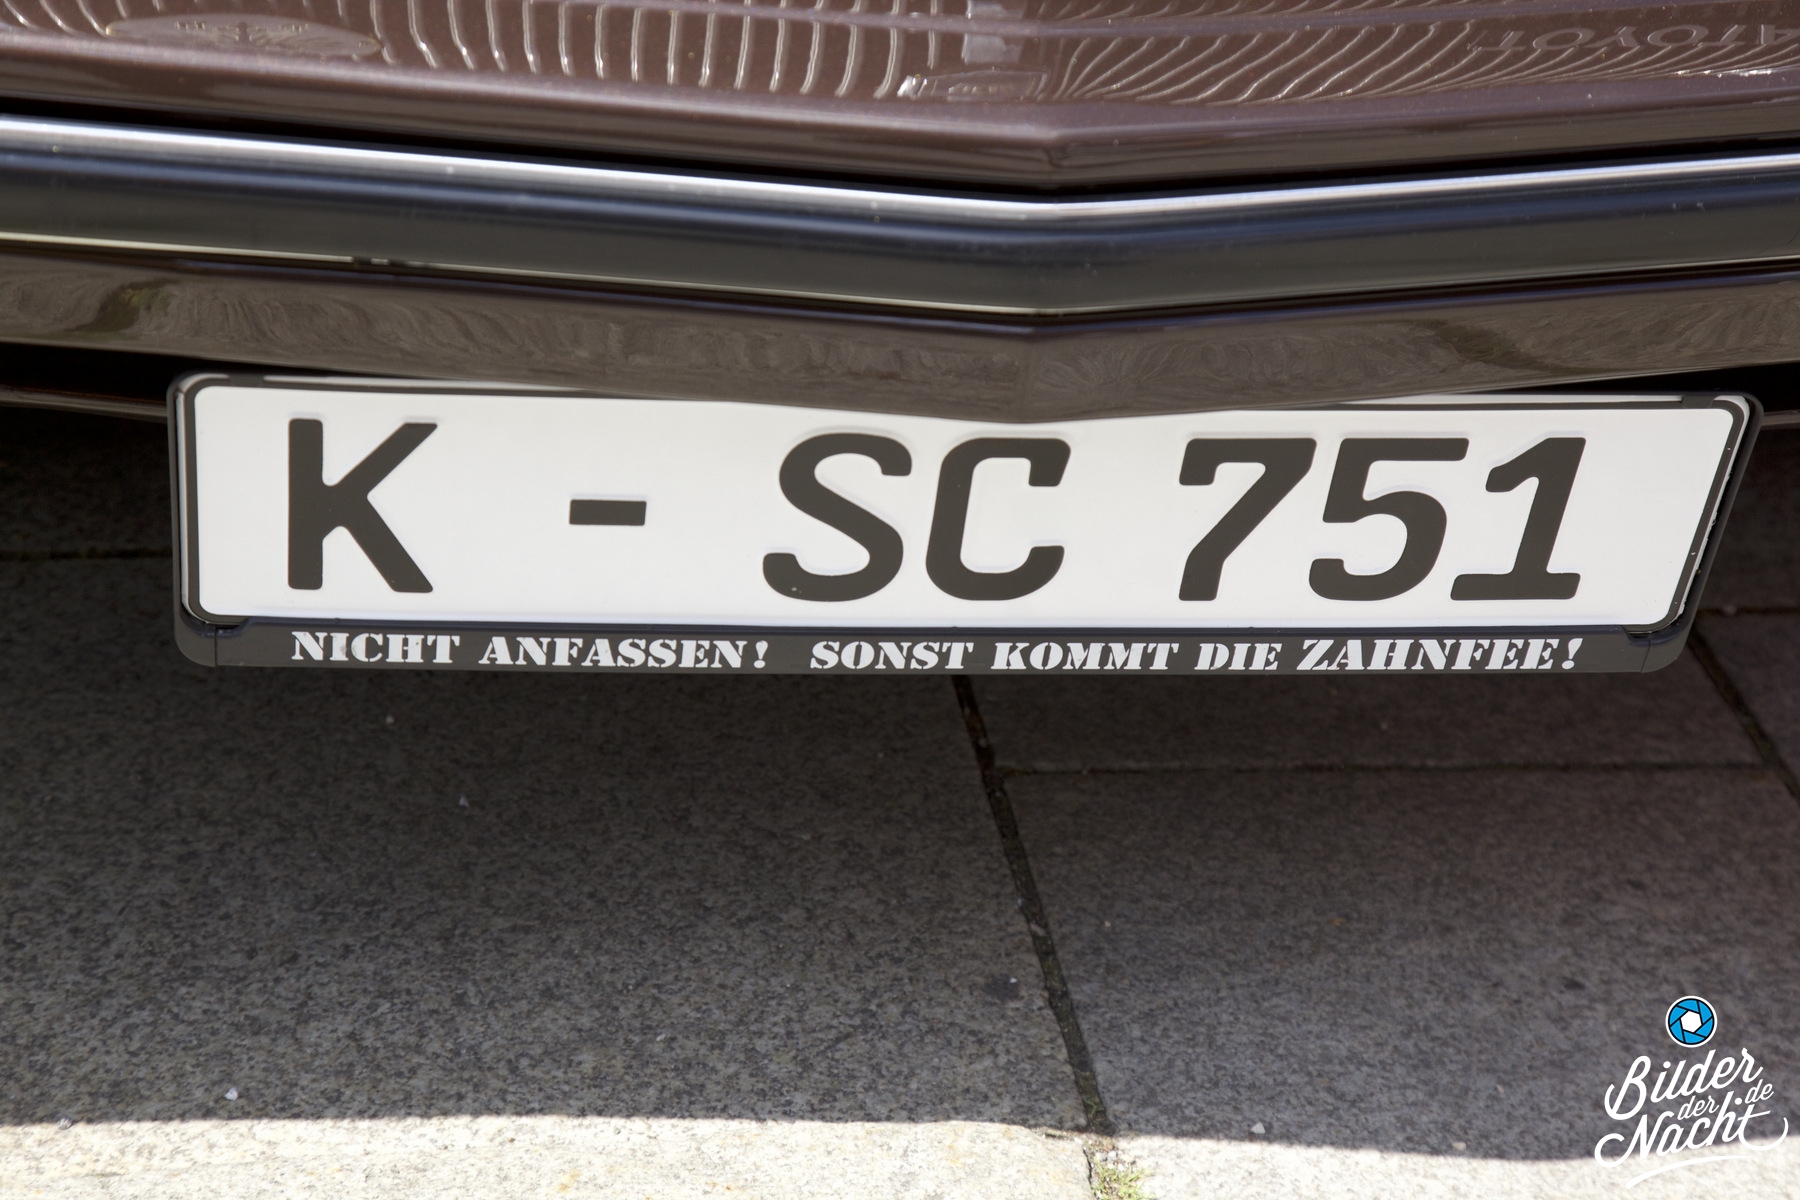 K - SC 751
NICHT ANFASSEN! SONST KOMMT DIE ZAHNFEE!
Bilder
der
Nacht
.de